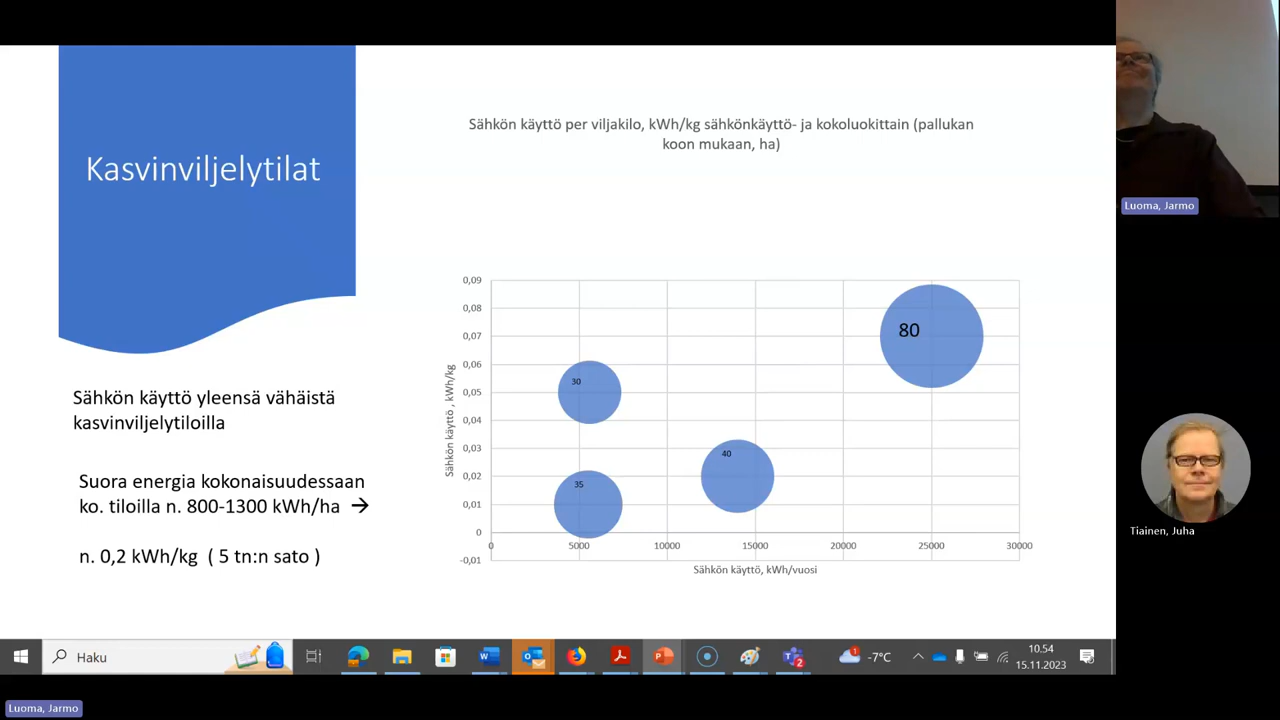 Kasvinviljelytilat
Sähkön käyttö yleensä vähäistä
kasvinviljelytiloilla
Suora energia kokonaisuudessaan
ko. tiloilla n. 800-1300 kWh/ha →
n. 0,2 kWh/kg ( 5 tn:n sato )
Sähkön käyttö per viljakilo, kWh/kg sähkönkäyttö- ja kokoluokittain (pallukan
koon mukaan, ha)
0,09
0,08
0,07
0,06
0,05
0,04
0,03
0,02
0,01
0
-0,01
Sähkön käyttö , kWh/kg
80
30
40
35
0 5000 10000 15000 20000 25000 30000
Sähkön käyttö, kWh/vuosi
Luoma, Jarmo
Tiainen, Juha
Haku
1
2
-7°C
10.54
15.11.2023
Luoma, Jarmo